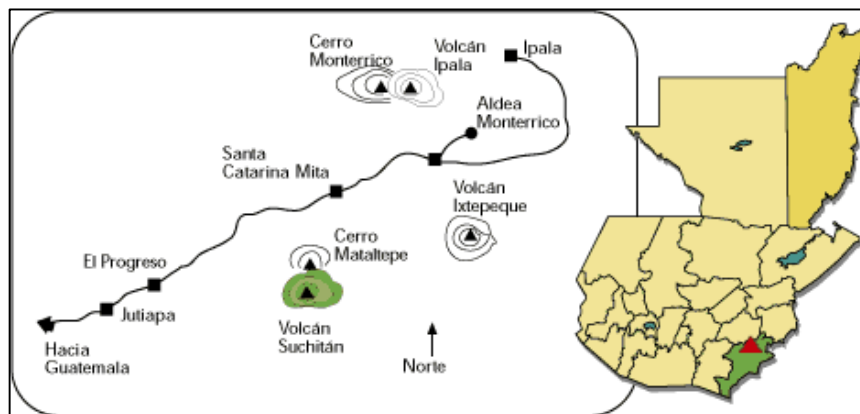 Cerro
Monterrico
Volcán
Ipala
Ipala
Aldea
Monterrico
Santa
Catarina Mita
Volcán
Ixtepeque
Cerro
Mataltepe
El Progreso
Jutiapa
Volcán
Suchitán
Hacia
Guatemala
Norte